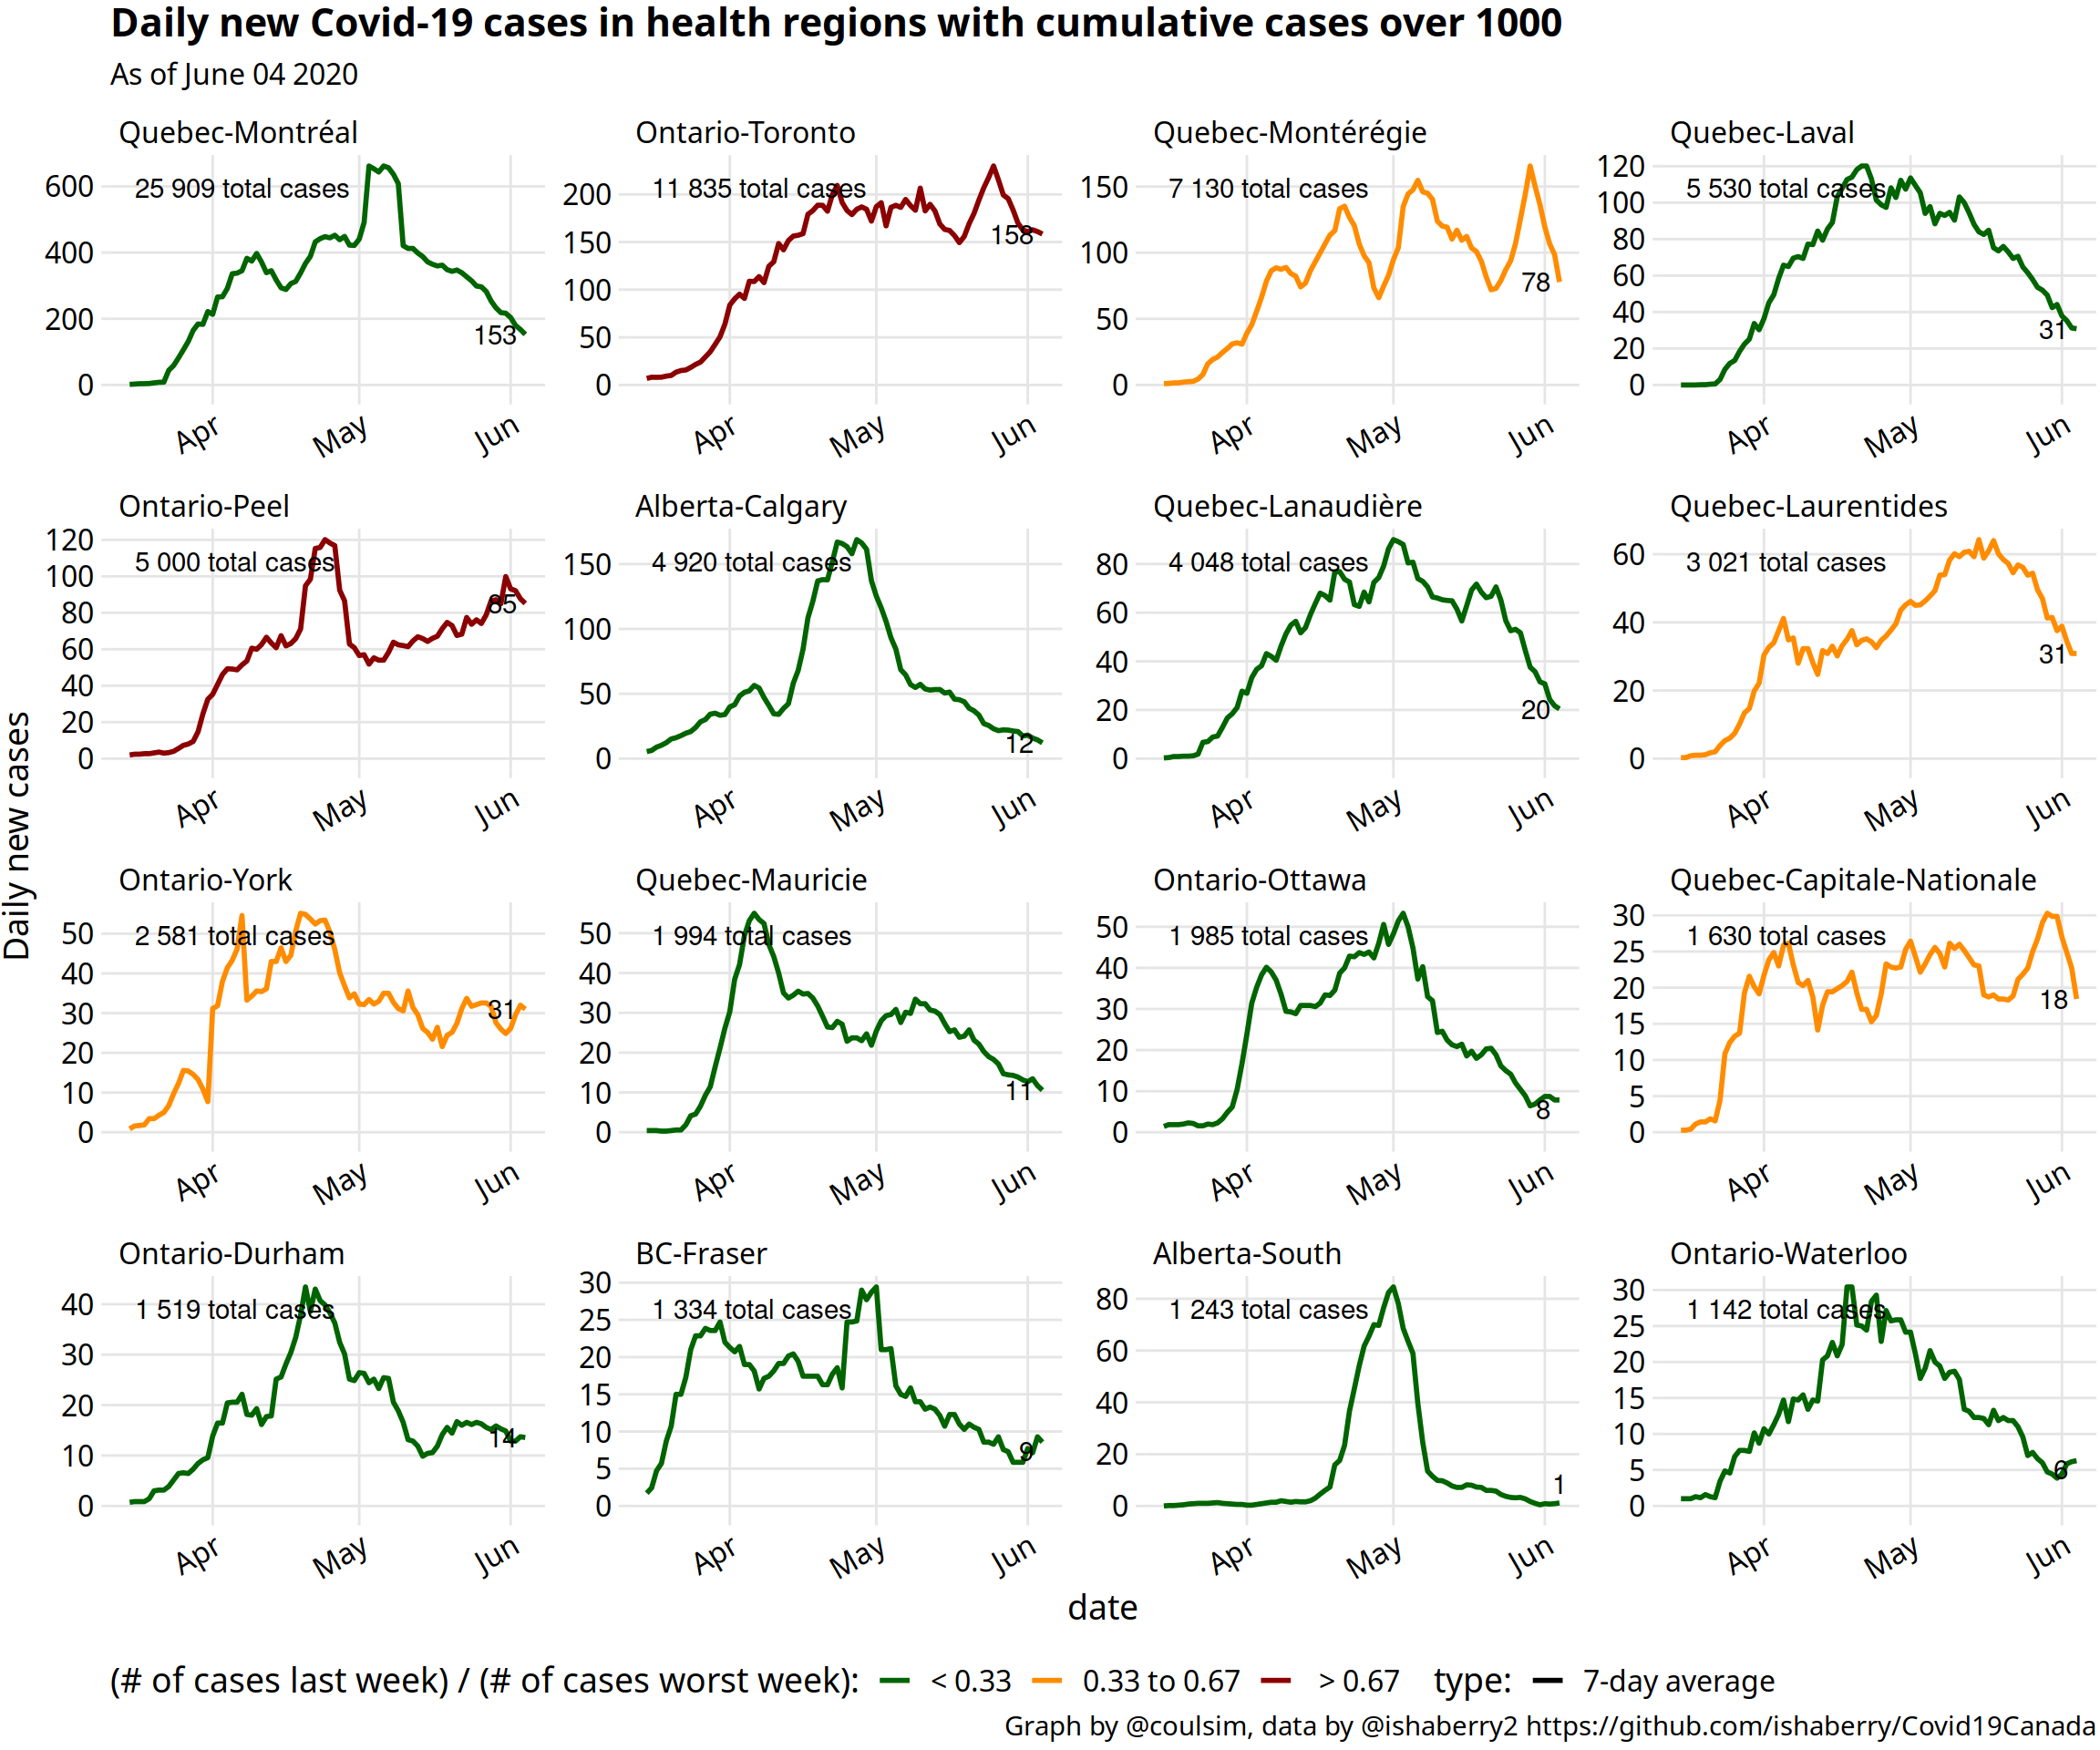 Daily new Covid-19 cases in health regions with cumulative cases over 1000
As of June 04 2020
Daily new cases
Quebec-Montréal
25 909 total cases
600
400
200
0
153
Apr May Jun
Ontario-Toronto
11 835 total cases
200
150
100
50
0
158
Apr May Jun
Quebec-Montérégie
7 130 total cases
150
100
50
0
78
Apr May Jun
Quebec-Laval
5 530 total cases
120
100
80
60
40
20
0
31
Apr May Jun
Ontario-Peel
5 000 total cases
120
100
80
60
40
20
0
85
Apr May Jun
Alberta-Calgary
4 920 total cases
150
100
50
0
12
Apr May Jun
Quebec-Lanaudière
4 048 total cases
80
60
40
20
0
20
Apr May Jun
Quebec-Laurentides
3 021 total cases
60
40
20
0
31
Apr May Jun
Ontario-York
2 581 total cases
50
40
30
20
10
0
31
Apr May Jun
Quebec-Mauricie
1 994 total cases
50
40
30
20
10
0
11
Apr May Jun
Ontario-Ottawa
1 985 total cases
50
40
30
20
10
0
8
Apr May Jun
Quebec-Capitale-Nationale
1 630 total cases
30
25
20
15
10
5
0
18
Apr May Jun
Ontario-Durham
1 519 total cases
40
30
20
10
0
14
Apr May Jun
BC-Fraser
1 334 total cases
30
25
20
15
10
5
0
9
Apr May Jun
Alberta-South
1 243 total cases
80
60
40
20
0
1
Apr May Jun
Ontario-Waterloo
1 142 total cases
30
25
20
15
10
5
0
6
Apr May Jun
date
(# of cases last week) / (# of cases worst week): < 0.33 0.33 to 0.67 > 0.67 type: 7-day average
Graph by @coulsim, data by @ishaberry2 https://github.com/ishaberry/Covid19Canada